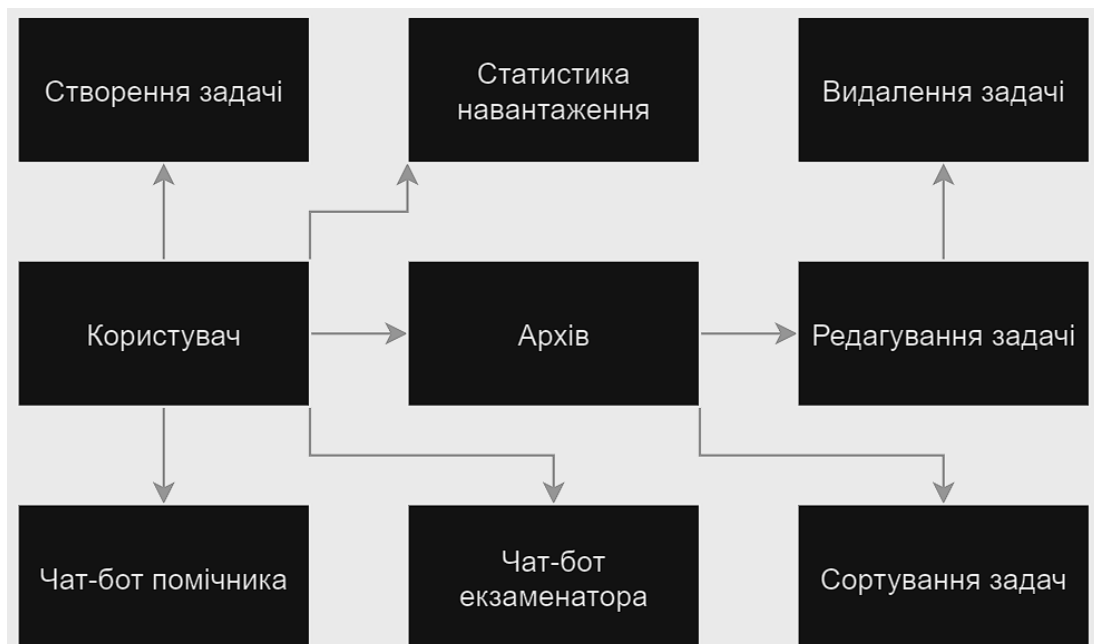 Створення задачі
Статистика
навантаження
Видалення задачі
Користувач
Архів
Редагування задачі
Чат-бот помічника
Чат-бот
екзаменатора
Сортування задач